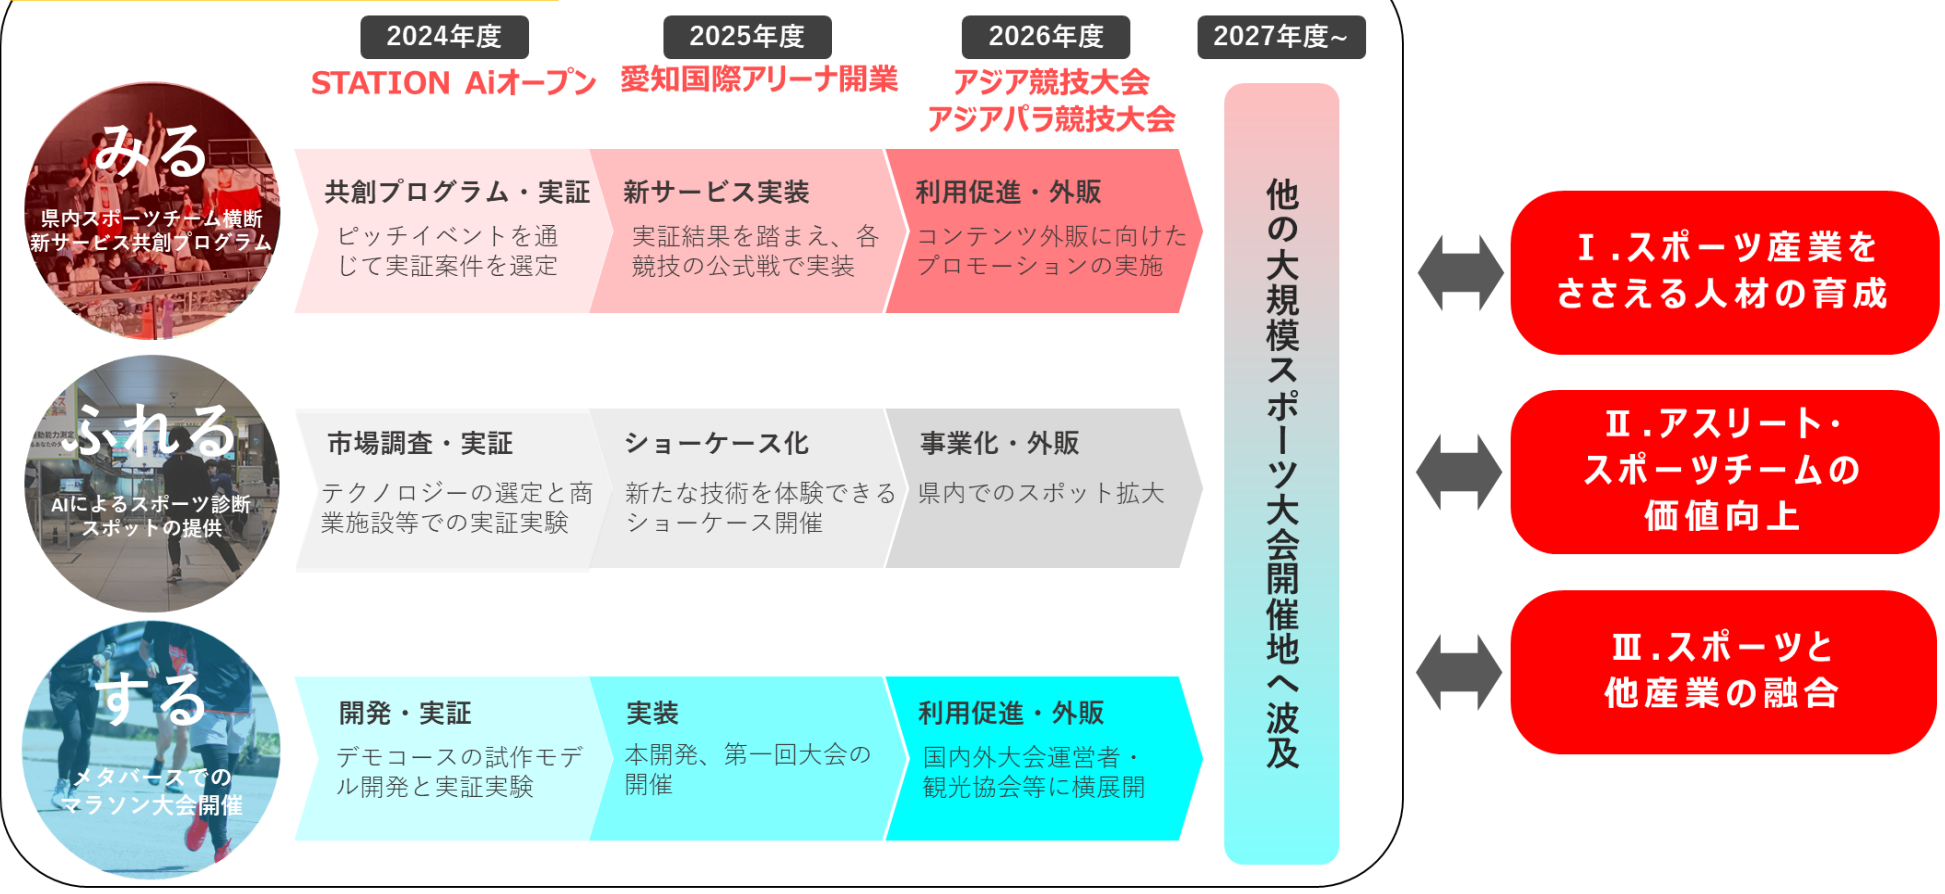 2024年度
2025年度
2026年度
2027年度~
STATION Aiオープン
愛知国際アリーナ開業
アジア競技大会
アジアパラ競技大会
みる
県内スポーツチーム横断
新サービス共創プログラム
共創プログラム・実証
ピッチイベントを通
じて実証案件を選定
新サービス実装
実証結果を踏まえ、各
競技の公式戦で実装
利用促進・外販
コンテンツ外販に向けた
プロモーションの実施
ふれる
AIによるスポーツ診断
スポットの提供
市場調査・実証
テクノロジーの選定と商
業施設等での実証実験
ショーケース化
新たな技術を体験できる
ショーケース開催
事業化・外販
県内でのスポット拡大
する
メタバースでの
マラソン大会開催
開発・実証
デモコースの試作モデ
ル開発と実証実験
実装
本開発、第一回大会の
開催
利用促進・外販
国内外大会運営者・
観光協会等に横展開
他の大規模スポーツ大会開催地へ波及
Ⅰ.スポーツ産業を
ささえる人材の育成
Ⅱ.アスリート・
スポーツチームの
価値向上
Ⅲ.スポーツと
他産業の融合